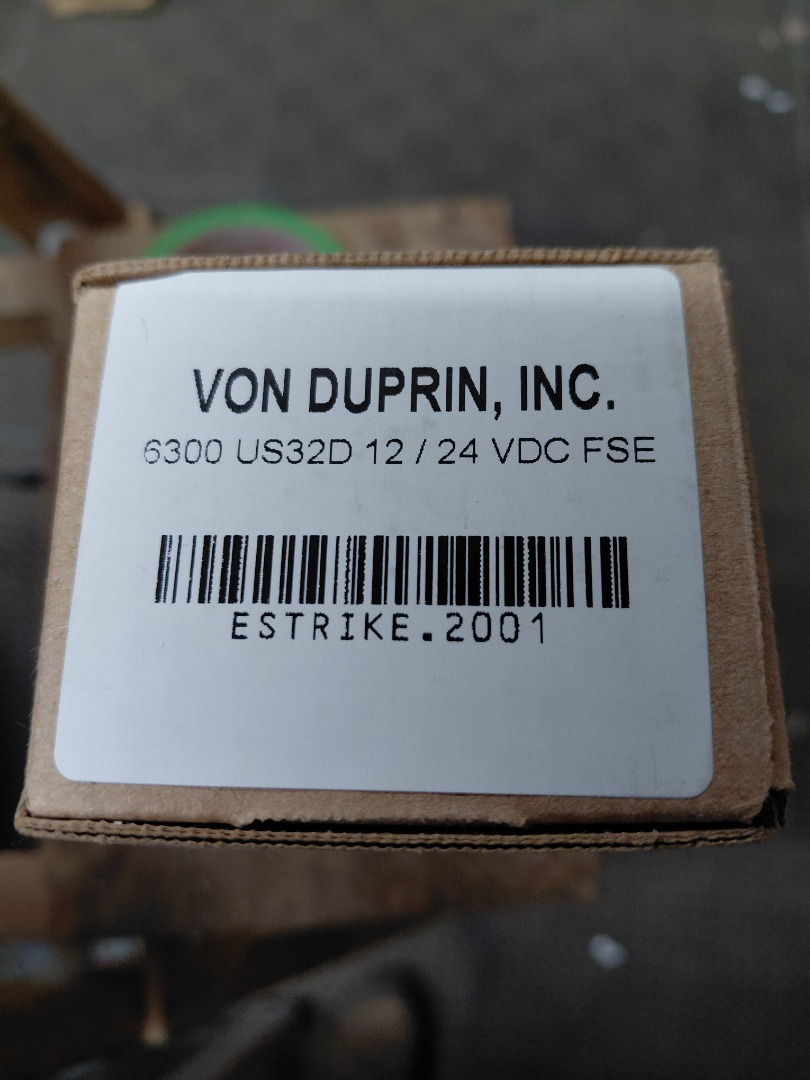 VON DUPRIN, INC.
6300 US32D 12 / 24 VDC FSE
ESTRIKE.2001